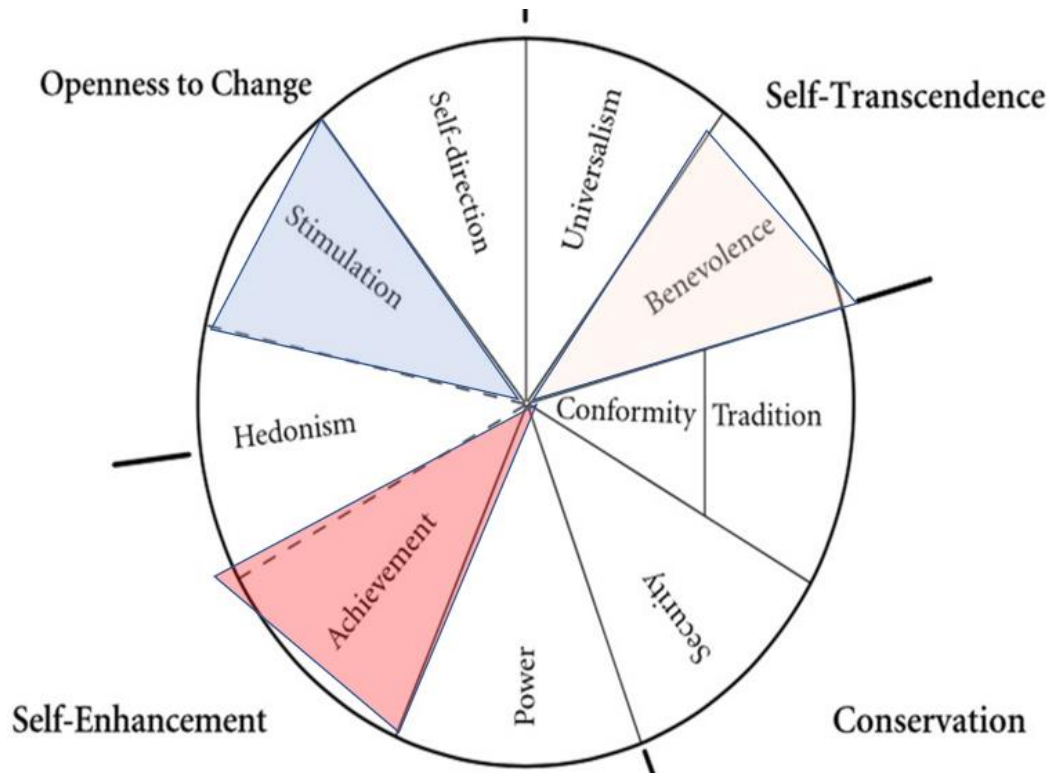 Openness to Change
Self-Transcendence
Self-direction
Universalism
Stimulation
Benevolence
Hedonism
Conformity
Tradition
Achievement
Security
Power
Self-Enhancement
Conservation